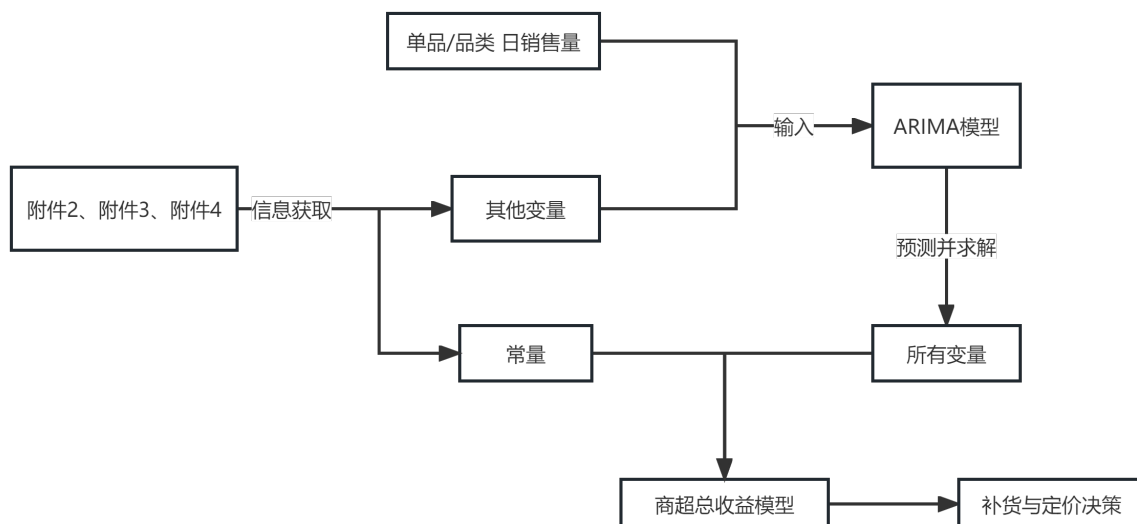 单品/品类 日销售量
输入
ARIMA模型
附件2、附件3、附件4
信息获取
其他变量
预测并求解
常量
所有变量
商超总收益模型
补货与定价决策